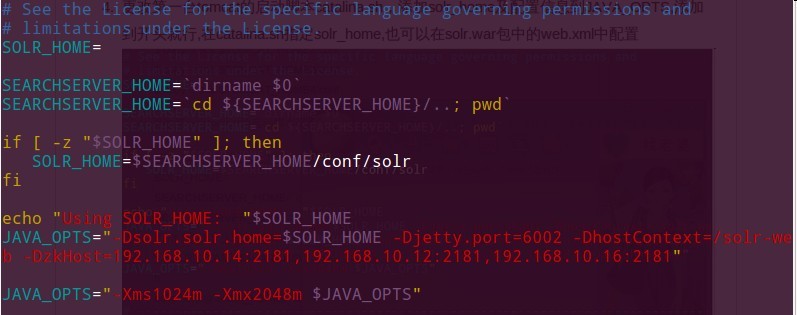 # See the License for the specific language governing permissions and
# limitations under the License.
SOLR_HOME=
SEARCHSERVER_HOME=`dirname $0`
SEARCHSERVER_HOME=`cd ${SEARCHSERVER_HOME}/..; pwd`
if [ -z "$SOLR_HOME" ]; then
SOLR_HOME=$SEARCHSERVER_HOME/conf/solr
fi
echo "Using SOLR_HOME:  "$SOLR_HOME
JAVA_OPTS="-Dsolr.solr.home=$SOLR_HOME -Djetty.port=6002 -DhostContext=/solr-we
b -DzkHost=192.168.10.14:2181,192.168.10.12:2181,192.168.10.16:2181"
JAVA_OPTS="-Xms1024m -Xmx2048m $JAVA_OPTS"